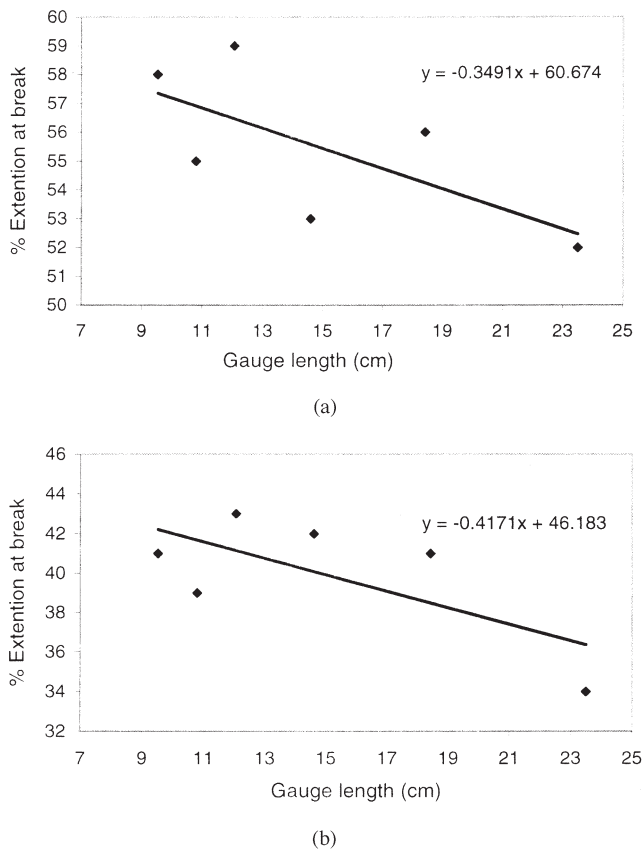 60
59
58
57
56
55
54
53
52
51
50
% Extention at break
y = -0.3491x + 60.674
7 9 11 13 15 17 19 21 23 25
Gauge length (cm)
(a)
46
44
42
40
38
36
34
32
% Extention at break
y = -0.4171x + 46.183
7 9 11 13 15 17 19 21 23 25
Gauge length (cm)
(b)